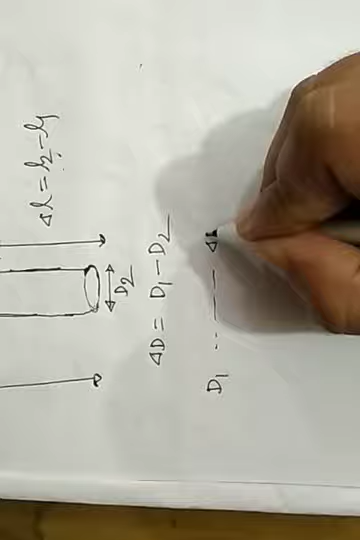 Δl = l₂ - l₁
D₂
ΔD = D₁ - D₂
D₁ .. — Δ